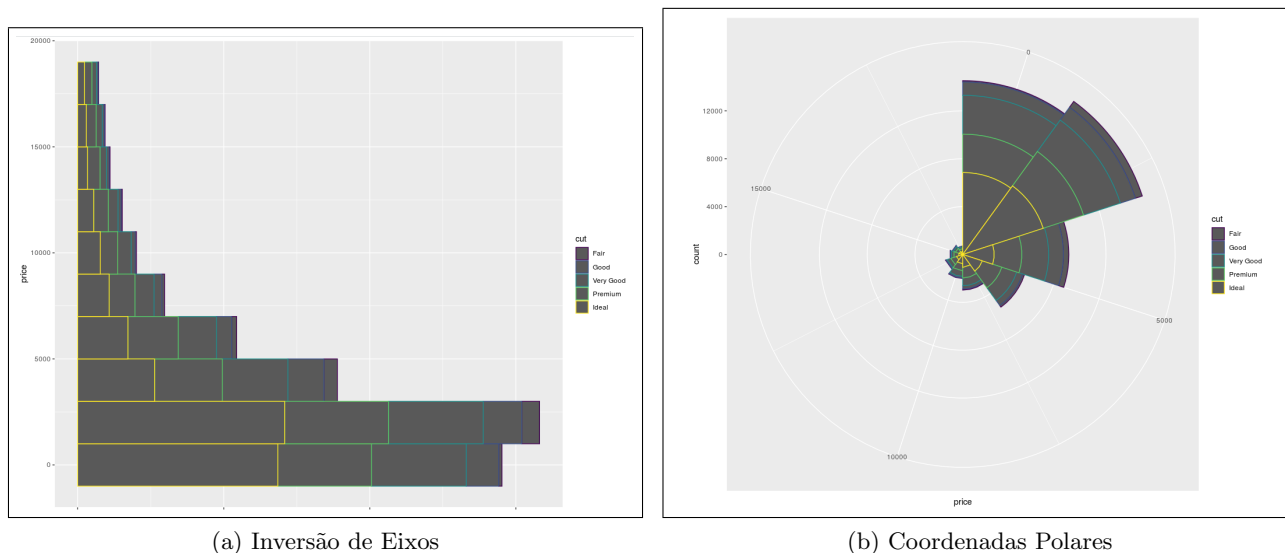 20000
15000
10000
5000
0
price
cut
Fair
Good
Very Good
Premium
Ideal
(a) Inversão de Eixos
0
5000
10000
15000
12000
8000
4000
0
count
price
cut
Fair
Good
Very Good
Premium
Ideal
(b) Coordenadas Polares